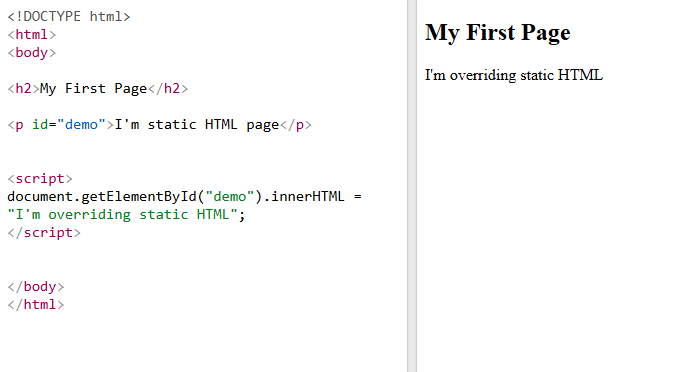 <!DOCTYPE html>
<html>
<body>
<h2>My First Page</h2>
<p id="demo">I'm static HTML page</p>
<script>
document.getElementById("demo").innerHTML =
"I'm overriding static HTML";
</script>
</body>
</html>
My First Page
I'm overriding static HTML